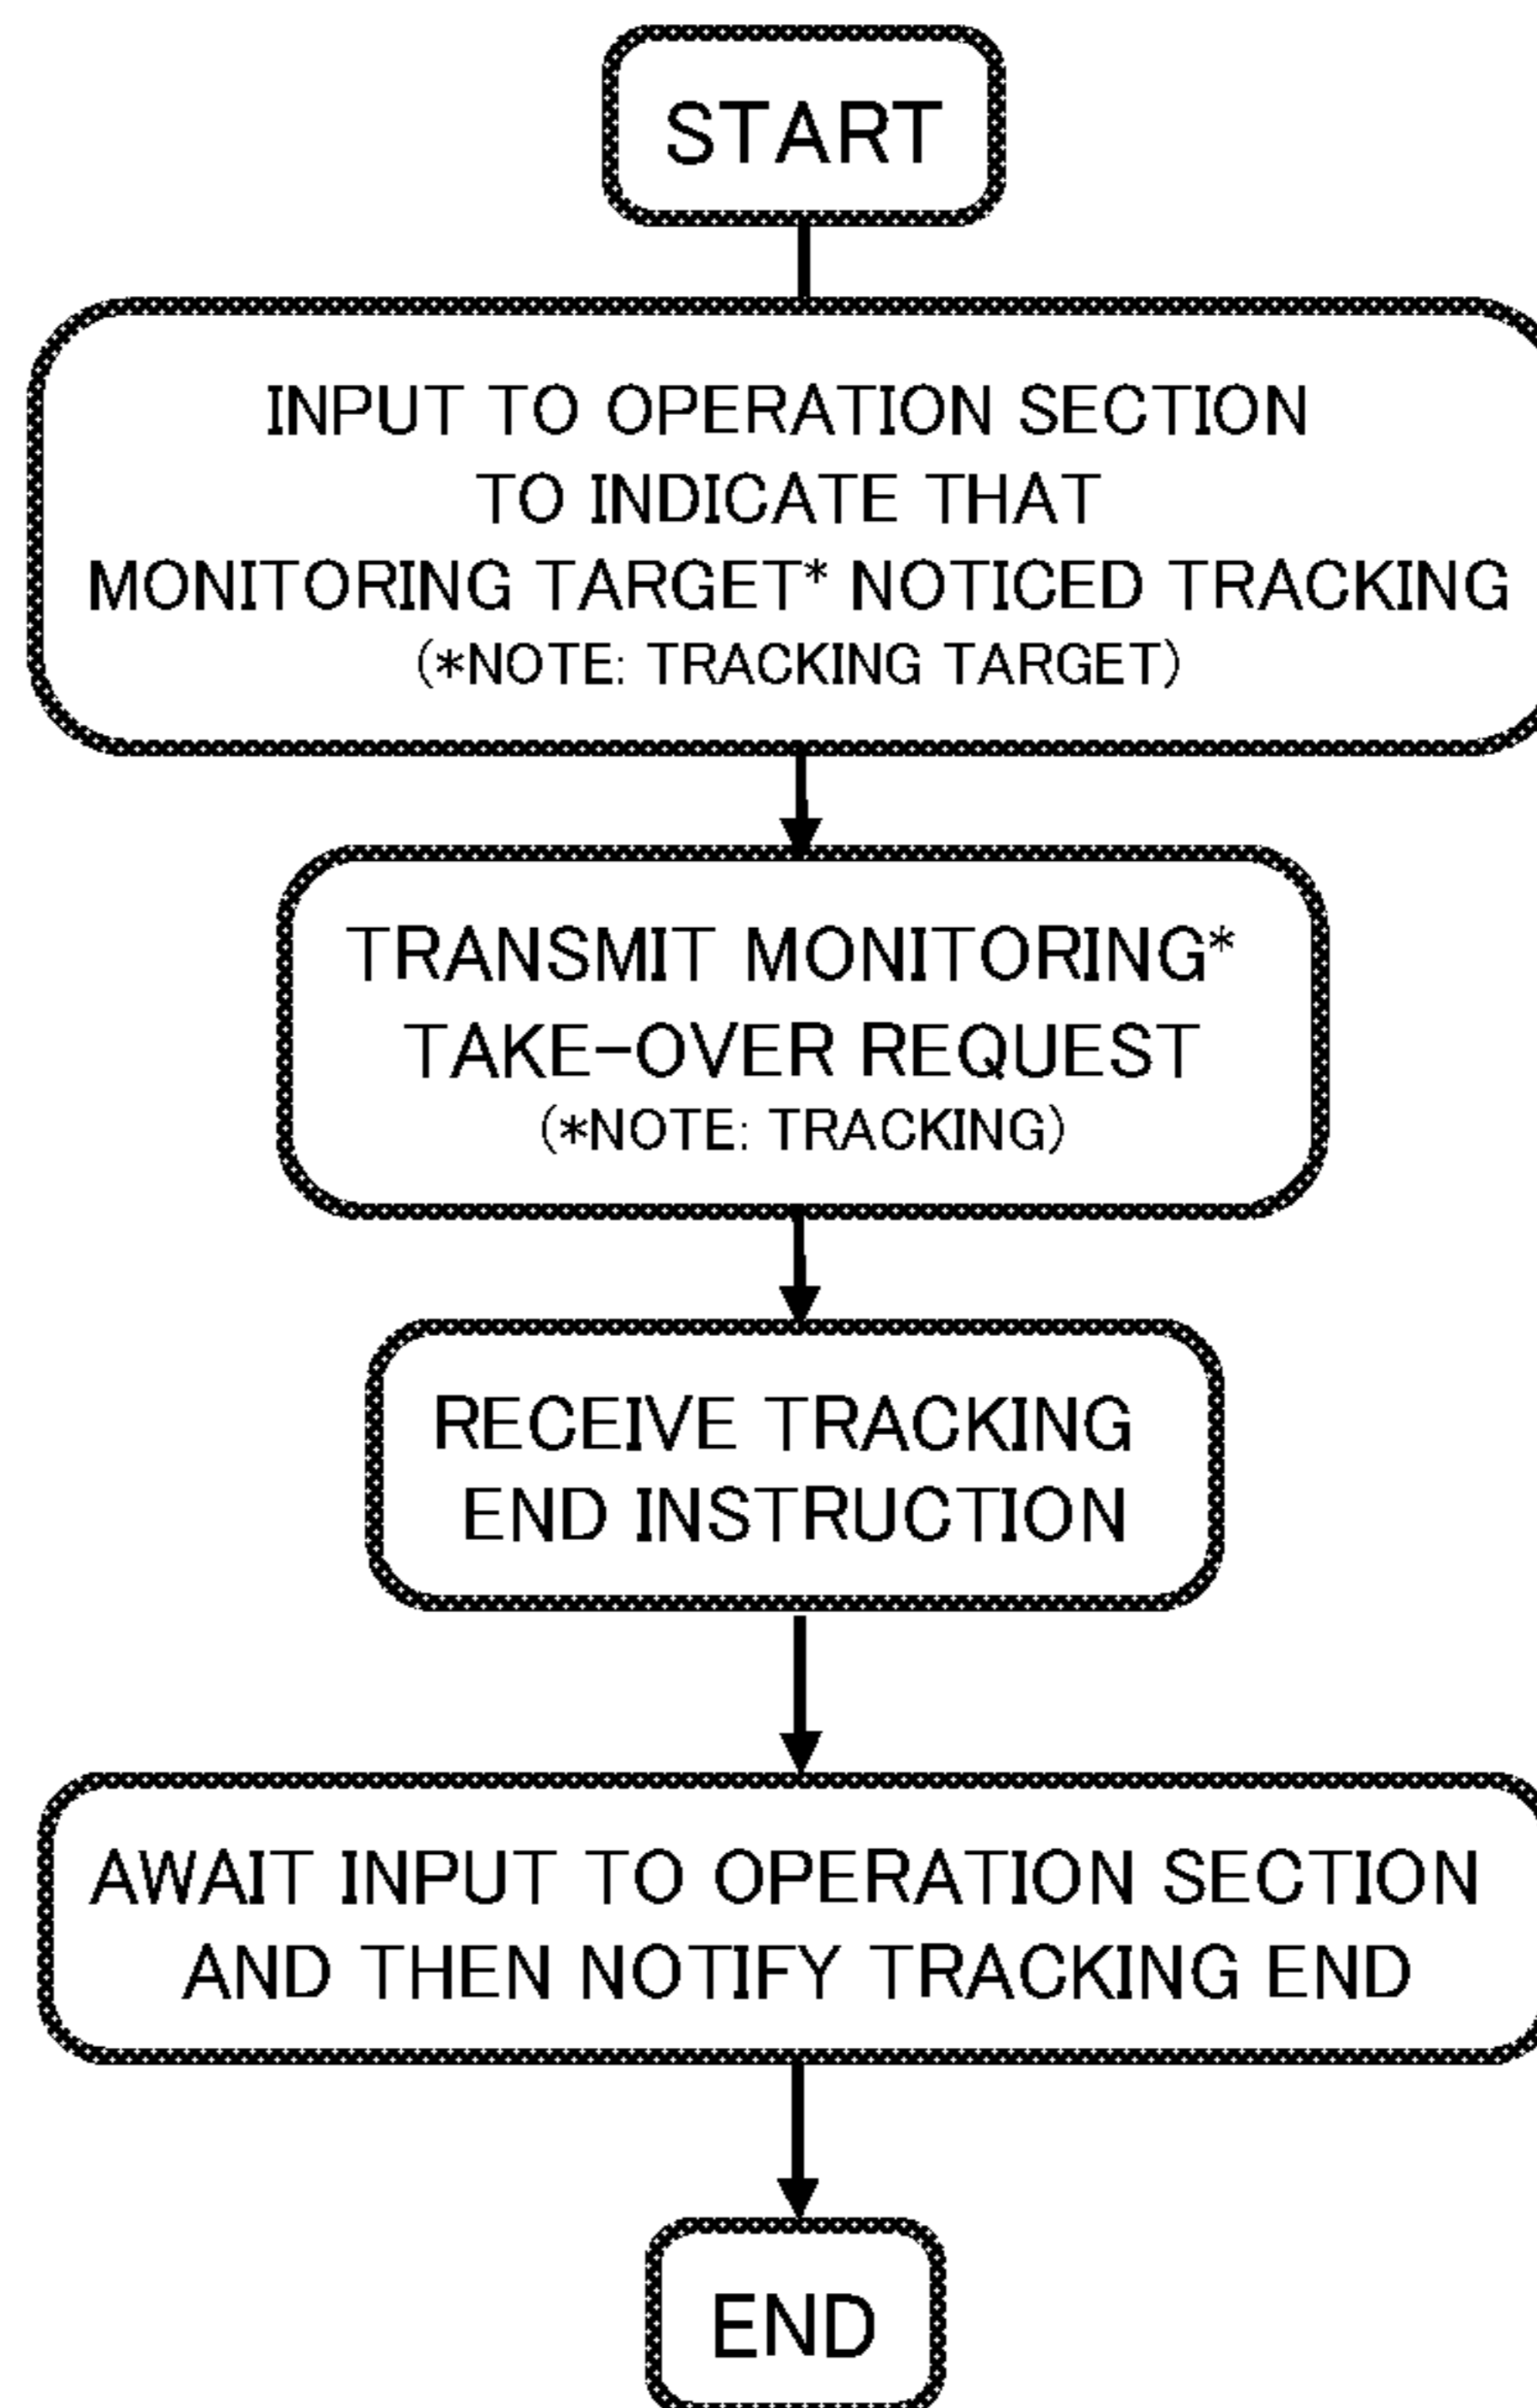 START
INPUT TO OPERATION SECTION
TO INDICATE THAT
MONITORING TARGET* NOTICED TRACKING
(*NOTE: TRACKING TARGET)
TRANSMIT MONITORING*
TAKE-OVER REQUEST
(*NOTE: TRACKING)
RECEIVE TRACKING
END INSTRUCTION
AWAIT INPUT TO OPERATION SECTION
AND THEN NOTIFY TRACKING END
END